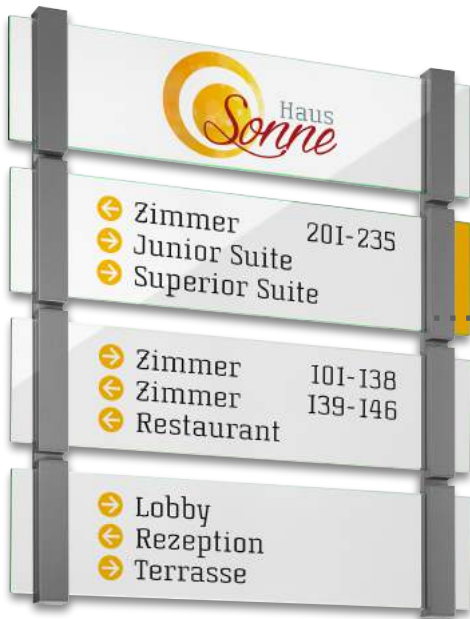 Haus
Sonne
Zimmer 201-235
Junior Suite
Superior Suite
Zimmer 101-138
Zimmer 139-146
Restaurant
Lobby
Rezeption
Terrasse